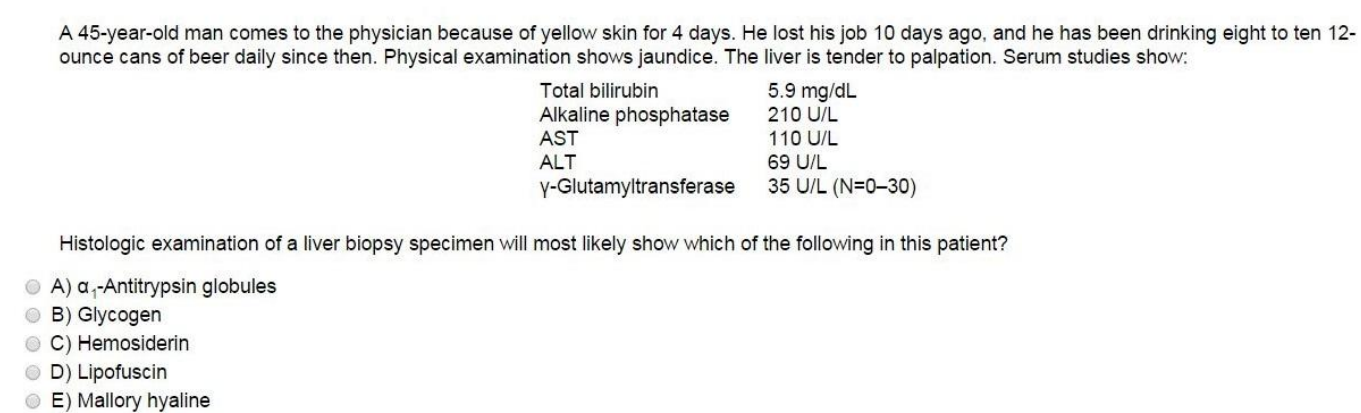 A 45-year-old man comes to the physician because of yellow skin for 4 days. He lost his job 10 days ago, and he has been drinking eight to ten 12-
ounce cans of beer daily since then. Physical examination shows jaundice. The liver is tender to palpation. Serum studies show:
Total bilirubin 5.9 mg/dL
Alkaline phosphatase 210 U/L
AST 110 U/L
ALT 69 U/L
γ-Glutamyltransferase 35 U/L (N=0–30)
Histologic examination of a liver biopsy specimen will most likely show which of the following in this patient?
A) α₁-Antitrypsin globules
B) Glycogen
C) Hemosiderin
D) Lipofuscin
E) Mallory hyaline